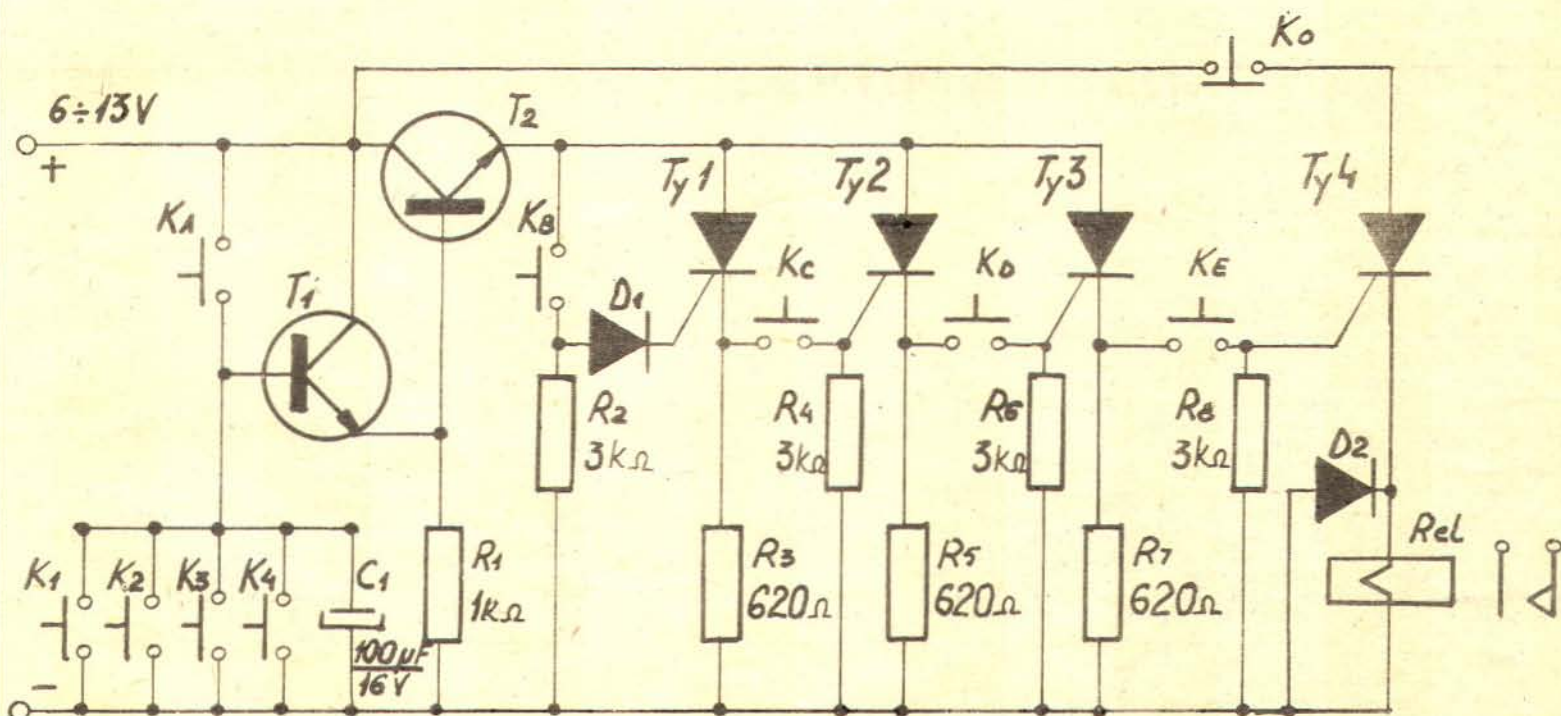 6÷13V
+
T2
K0
KA
T1
KB
D1
Ty1
KC
Ty2
KD
Ty3
KE
Ty4
R2
3kΩ
R4
3kΩ
R6
3kΩ
R8
3kΩ
D2
Rel
K1
K2
K3
K4
C1
100μF
16V
R1
1kΩ
R3
620Ω
R5
620Ω
R7
620Ω
-